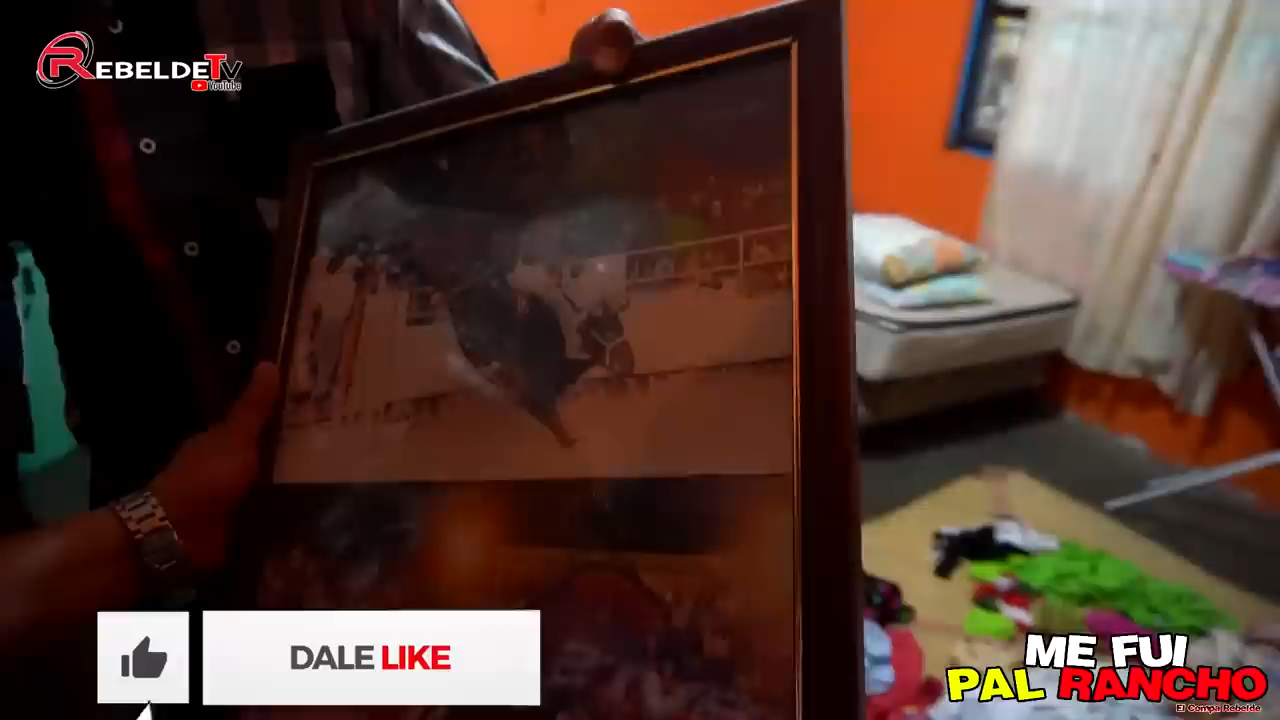 REBELDETV
YouTube
DALE LIKE
ME FUI
PAL RANCHO
El Compa Rebelde